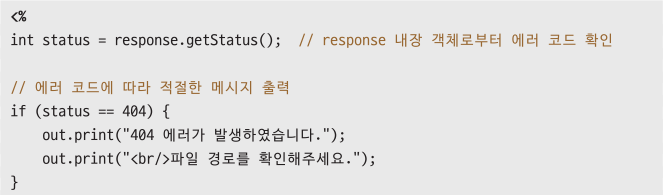 <%
int status = response.getStatus();  // response 내장 객체로부터 에러 코드 확인

// 에러 코드에 따라 적절한 메시지 출력
if (status == 404) {
    out.print("404 에러가 발생하였습니다.");
    out.print("<br/>파일 경로를 확인해주세요.");
}